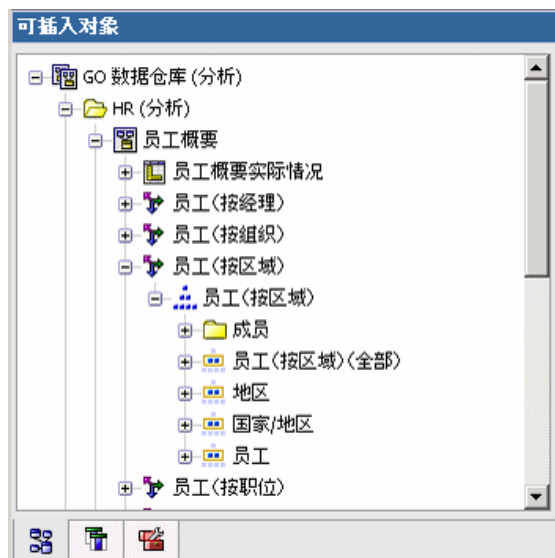 可插入对象
GO 数据仓库 (分析)
HR (分析)
员工概要
员工概要实际情况
员工(按经理)
员工(按组织)
员工(按区域)
员工(按区域)
成员
员工(按区域)(全部)
地区
国家/地区
员工
员工(按职位)